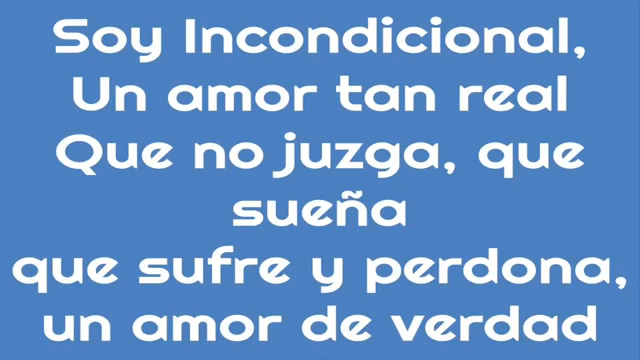 Soy Incondicional,
Un amor tan real
Que no juzga, que
sueña
que sufre y perdona,
un amor de verdad